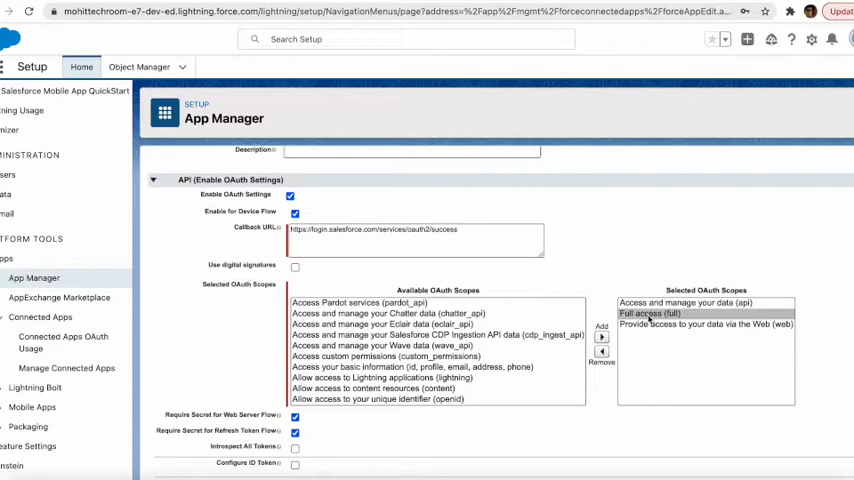 mohittechroom-e7-dev-ed.lightning.force.com/lightning/setup/NavigationMenus/page?address=%2Fapp%2Fmgmt%2Fforceconnectedapps%2FforceAppEdit.a...
Updat
Search Setup
Setup
Home
Object Manager
Salesforce Mobile App QuickStart
ning Usage
mizer
MINISTRATION
sers
ata
mail
TFORM TOOLS
pps
App Manager
AppExchange Marketplace
Connected Apps
Connected Apps OAuth
Usage
Manage Connected Apps
Lightning Bolt
Mobile Apps
Packaging
eature Settings
nstein
SETUP
App Manager
Description
API (Enable OAuth Settings)
Enable OAuth Settings
Enable for Device Flow
Callback URL
https://login.salesforce.com/services/oauth2/success
Use digital signatures
Selected OAuth Scopes
Available OAuth Scopes
Access Pardot services (pardot_api)
Access and manage your Chatter data (chatter_api)
Access and manage your Eclair data (eclair_api)
Access and manage your Salesforce CDP Ingestion API data (cdp_ingest_api)
Access and manage your Wave data (wave_api)
Access custom permissions (custom_permissions)
Access your basic information (id, profile, email, address, phone)
Allow access to Lightning applications (lightning)
Allow access to content resources (content)
Allow access to your unique identifier (openid)
Add
Remove
Selected OAuth Scopes
Access and manage your data (api)
Full access (full)
Provide access to your data via the Web (web)
Require Secret for Web Server Flow
Require Secret for Refresh Token Flow
Introspect All Tokens
Configure ID Token